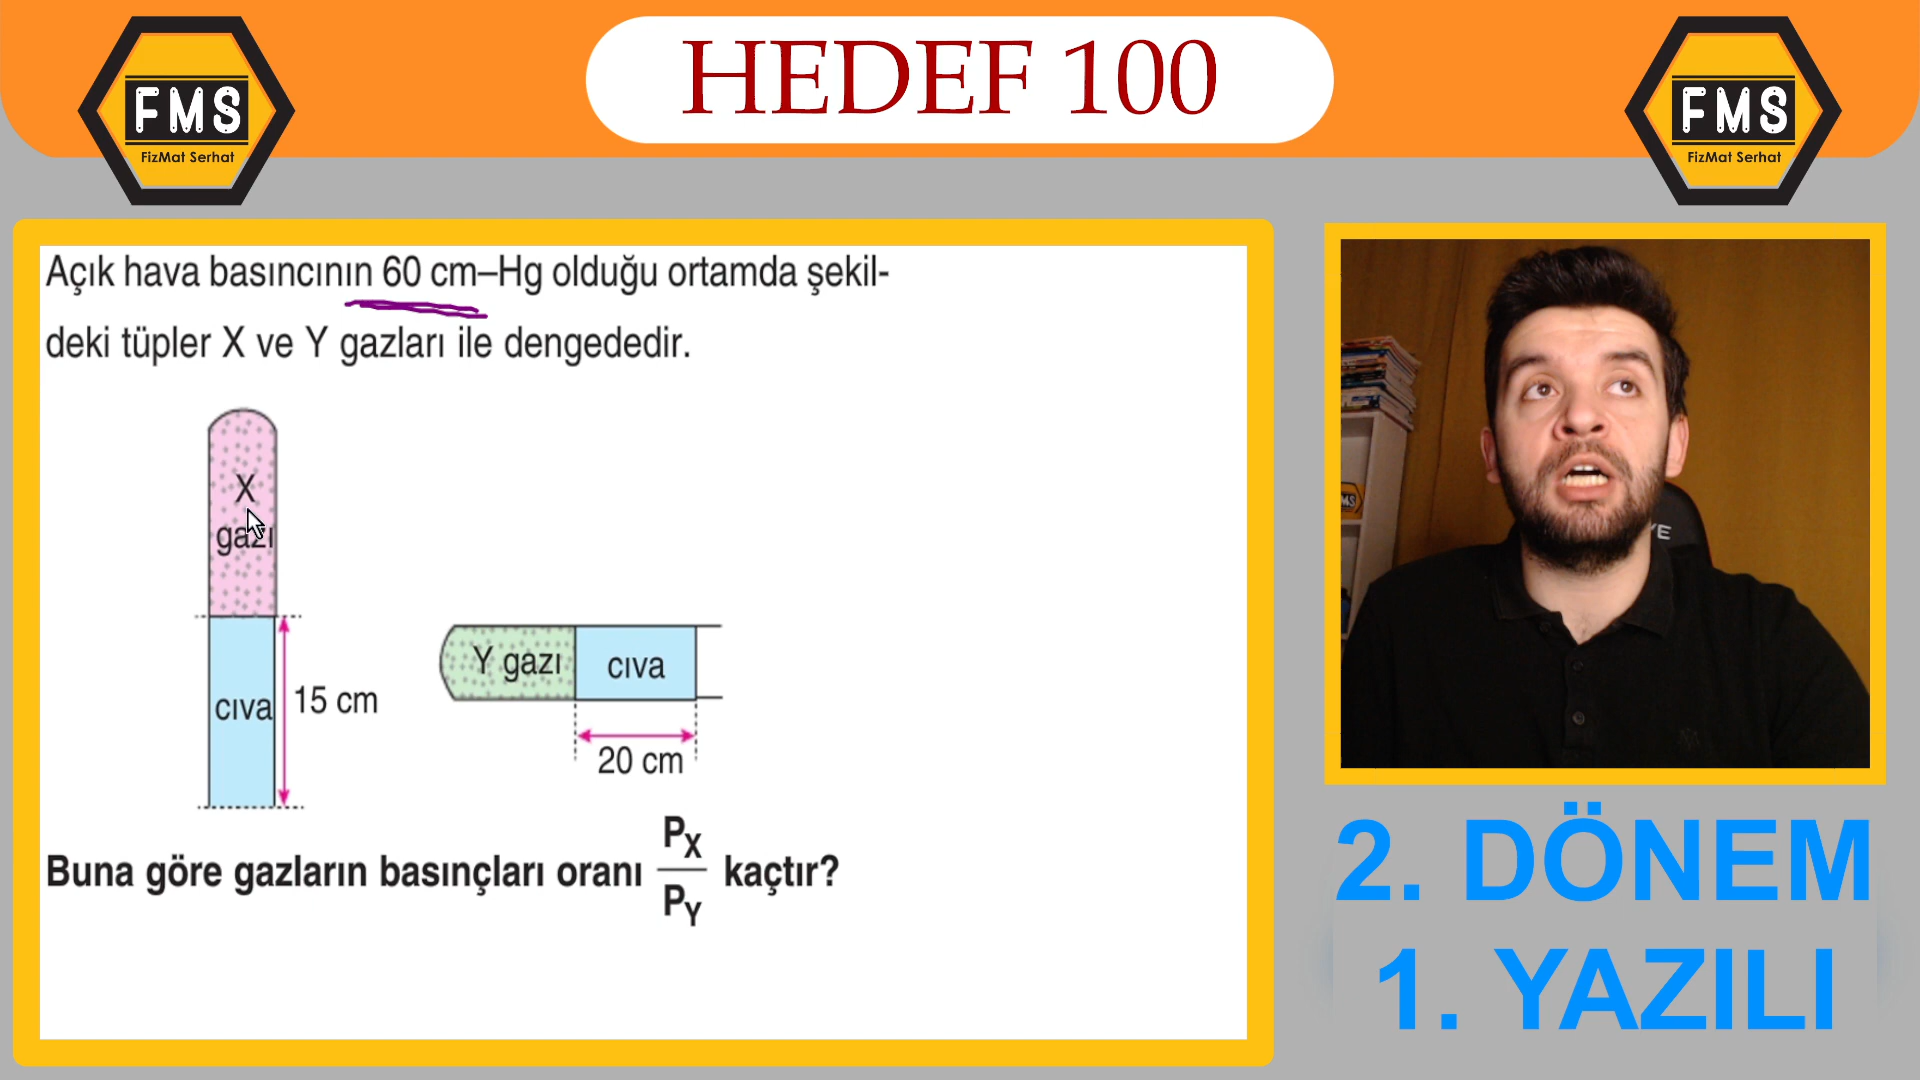 HEDEF 100
FMS
FizMat Serhat
FMS
FizMat Serhat
Açık hava basıncının 60 cm–Hg olduğu ortamda şekil-
deki tüpler X ve Y gazları ile dengededir.
X
gazı
cıva
15 cm
Y gazı
cıva
20 cm
Buna göre gazların basınçları oranı PX / PY kaçtır?
MS
YE
2. DÖNEM
1. YAZILI